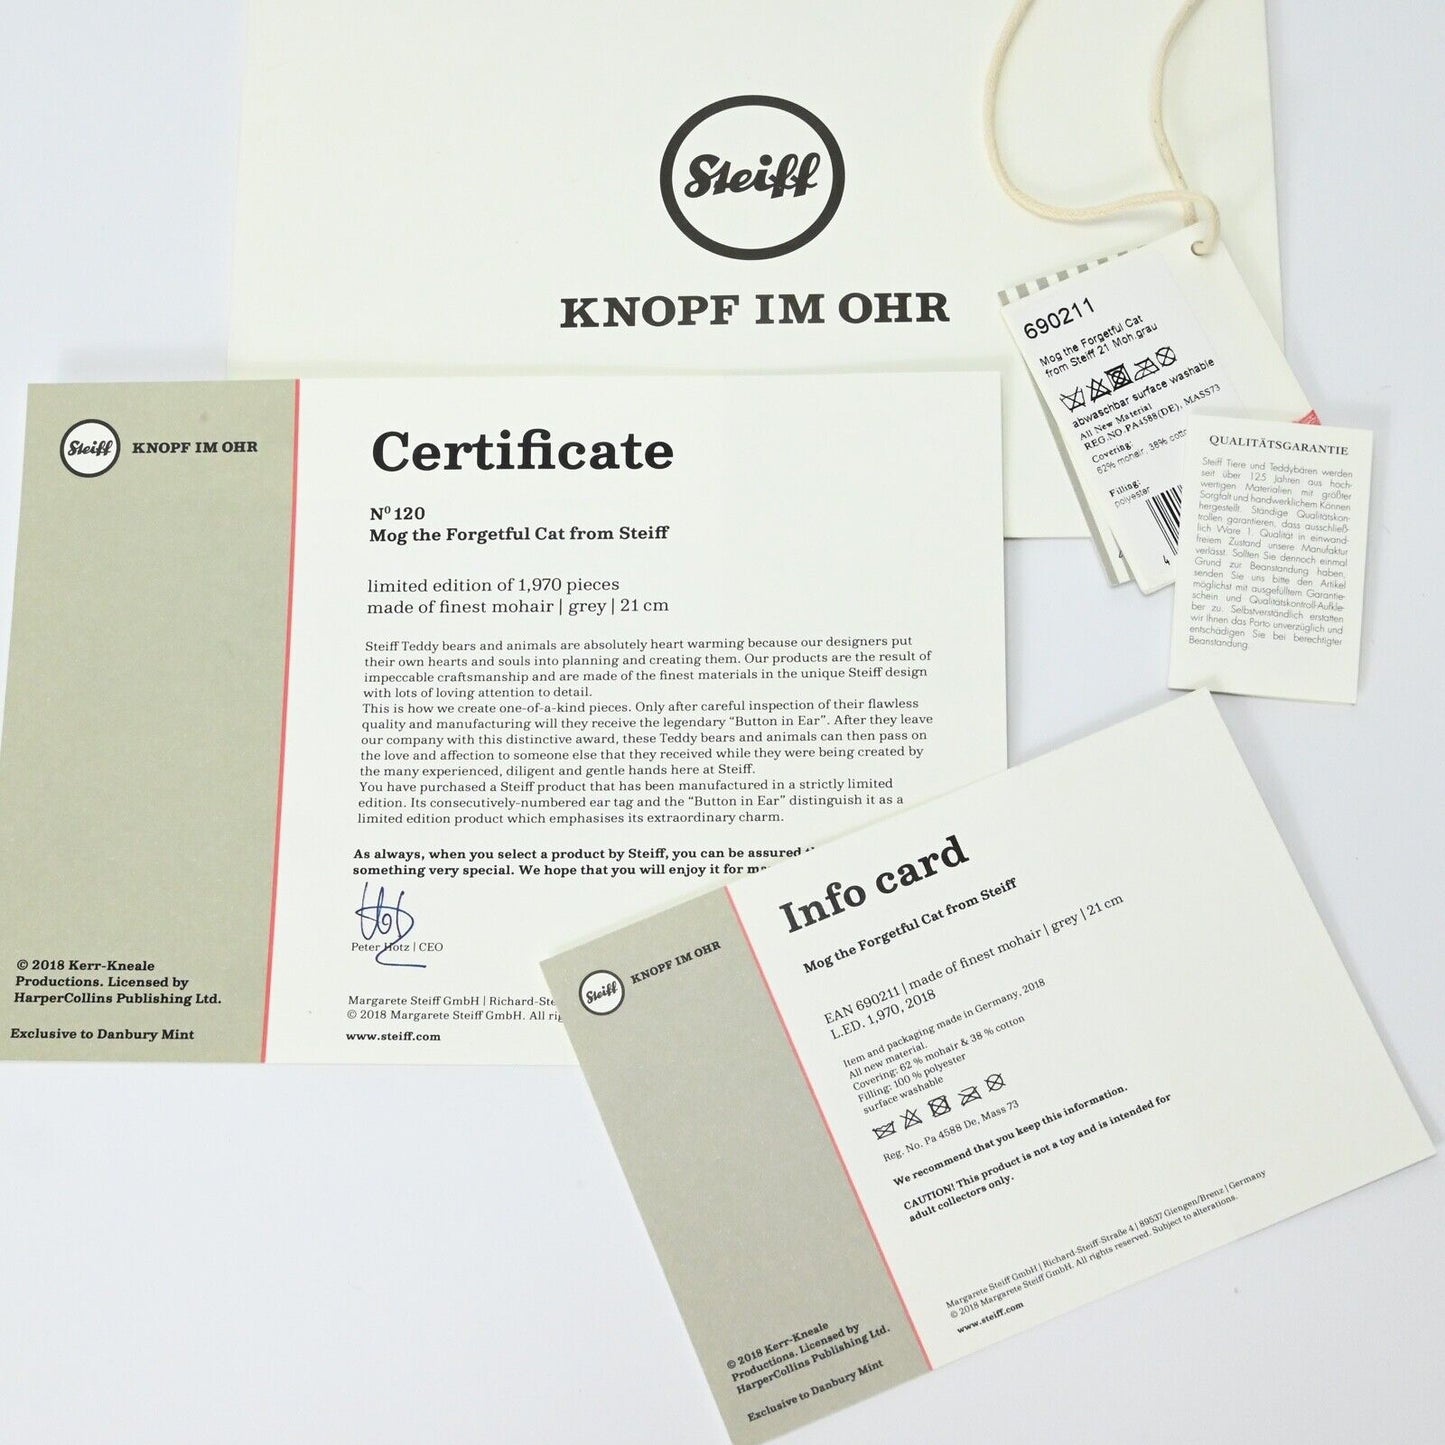 Steiff
KNOPF IM OHR
690211
Mog the Forgetful Cat
from Steiff 21 Moh.grau
abwaschbar surface washable
All New Material
REG.NO.PA4588(DE), MASS73
Covering:
62% mohair, 38%
Filling:
polyester
QUALITÄTSGARANTIE
Steiff Tiere und Teddybären werden
seit über 125 Jahren aus hoch-
wertigen Materialien mit größter
Sorgfalt und handwerklichem Können
hergestellt. Ständige Qualitätskon-
trollen garantieren, dass ausschließ-
lich Ware 1. Qualität in einwand-
freiem Zustand unsere Manufaktur
verlässt. Sollten Sie dennoch einmal
Grund zur Beanstandung haben,
senden Sie uns bitte den Artikel
möglichst mit ausgefülltem Garantie-
schein und Qualitätskontroll-Aufkle-
ber zu. Selbstverständlich erstatten
wir Ihnen das Porto unverzüglich und
entschädigen Sie bei berechtigter
Beanstandung.
Steiff KNOPF IM OHR
Certificate
Nº 120
Mog the Forgetful Cat from Steiff
limited edition of 1,970 pieces
made of finest mohair | grey | 21 cm
Steiff Teddy bears and animals are absolutely heart warming because our designers put
their own hearts and souls into planning and creating them. Our products are the result of
impeccable craftsmanship and are made of the finest materials in the unique Steiff design
with lots of loving attention to detail.
This is how we create one-of-a-kind pieces. Only after careful inspection of their flawless
quality and manufacturing will they receive the legendary “Button in Ear”. After they leave
our company with this distinctive award, these Teddy bears and animals can then pass on
the love and affection to someone else that they received while they were being created by
the many experienced, diligent and gentle hands here at Steiff.
You have purchased a Steiff product that has been manufactured in a strictly limited
edition. Its consecutively-numbered ear tag and the “Button in Ear” distinguish it as a
limited edition product which emphasises its extraordinary charm.
As always, when you select a product by Steiff, you can be assured
something very special. We hope that you will enjoy it for
Peter Hotz | CEO
Margarete Steiff GmbH | Richard-Ste
© 2018 Margarete Steiff GmbH. All
www.steiff.com
© 2018 Kerr-Kneale
Productions. Licensed by
HarperCollins Publishing Ltd.
Exclusive to Danbury Mint
Steiff KNOPF IM OHR
Info card
Mog the Forgetful Cat from Steiff
EAN 690211 | made of finest mohair | grey | 21 cm
L.ED. 1,970, 2018
Item and packaging made in Germany, 2018
All new material.
Covering: 62 % mohair & 38 % cotton
Filling: 100 % polyester
surface washable
Reg. No. Pa 4588 De, Mass 73
We recommend that you keep this information.
CAUTION! This product is not a toy and is intended for
adult collectors only.
Margarete Steiff GmbH | Richard-Steiff-Straße 4 | 89537 Giengen/Brenz | Germany
© 2018 Margarete Steiff GmbH. All rights reserved. Subject to alterations.
www.steiff.com
© 2018 Kerr-Kneale
Productions. Licensed by
HarperCollins Publishing Ltd.
Exclusive to Danbury Mint